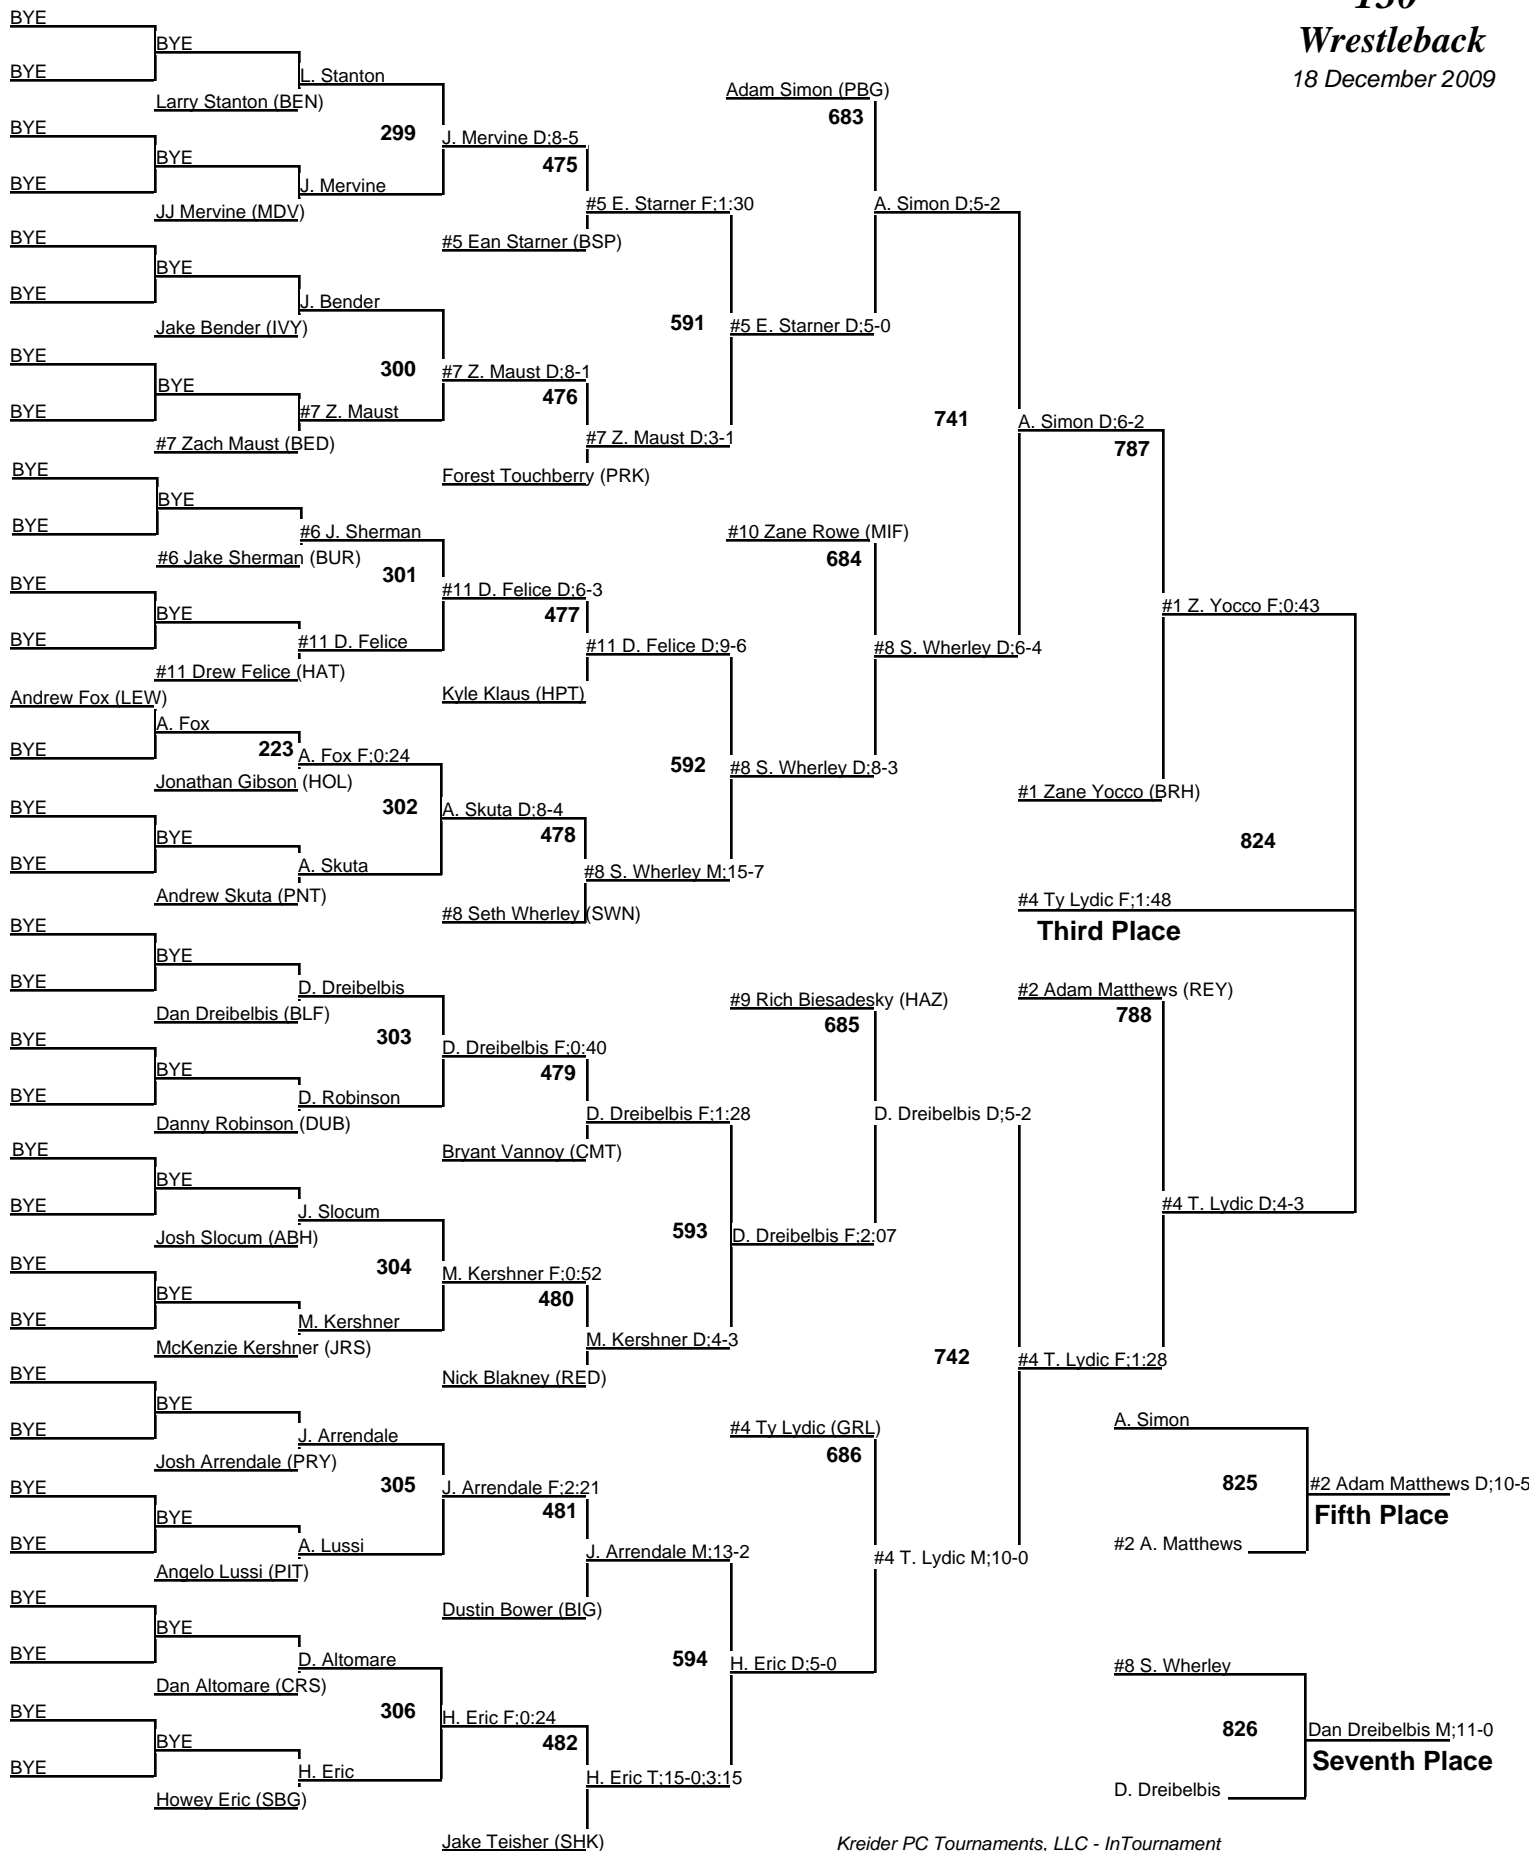 BYE
Wrestleback
BYE
BYE
L. Stanton
18 December 2009
Adam Simon (PBG)
Larry Stanton (BEN)
683
BYE
299
J. Mervine D;8-5
BYE
475
BYE
J. Mervine
#5 E. Starner F;1:30
A. Simon D;5-2
JJ Mervine (MDV)
BYE
#5 Ean Starner (BSP)
BYE
BYE
J. Bender
Jake Bender (IVY)
591
#5 E. Starner D;5-0
BYE
300
#7 Z. Maust D;8-1
BYE
476
BYE
#7 Z. Maust
741
A. Simon D;6-2
#7 Zach Maust (BED)
#7 Z. Maust D;3-1
787
BYE
Forest Touchberry (PRK)
BYE
BYE
#6 J. Sherman
#10 Zane Rowe (MIF)
#6 Jake Sherman (BUR)
684
301
BYE
#11 D. Felice D;6-3
#1 Z. Yocco F;0:43
BYE
477
BYE
#11 D. Felice
#11 D. Felice D;9-6
#8 S. Wherley D;6-4
#11 Drew Felice (HAT)
Andrew Fox (LEW)
Kyle Klaus (HPT)
A. Fox
BYE
223
A. Fox F;0:24
592
#8 S. Wherley D;8-3
Jonathan Gibson (HOL)
#1 Zane Yocco (BRH)
BYE
302
A. Skuta D;8-4
BYE
478
824
BYE
A. Skuta
#8 S. Wherley M;15-7
Andrew Skuta (PNT)
#4 Ty Lydic F;1:48
#8 Seth Wherley (SWN)
BYE
Third Place
BYE
BYE
D. Dreibelbis
#9 Rich Biesadesky (HAZ)
#2 Adam Matthews (REY)
Dan Dreibelbis (BLF)
685
788
BYE
303
D. Dreibelbis F;0:40
BYE
479
BYE
D. Robinson
D. Dreibelbis F;1:28
D. Dreibelbis D;5-2
Danny Robinson (DUB)
BYE
Bryant Vannoy (CMT)
BYE
BYE
J. Slocum
#4 T. Lydic D;4-3
Josh Slocum (ABH)
593
D. Dreibelbis F;2:07
BYE
304
M. Kershner F;0:52
BYE
480
BYE
M. Kershner
M. Kershner D;4-3
McKenzie Kershner (JRS)
742
#4 T. Lydic F;1:28
BYE
Nick Blakney (RED)
BYE
BYE
J. Arrendale
#4 Ty Lydic (GRL)
A. Simon
Josh Arrendale (PRY)
686
BYE
305
J. Arrendale F;2:21
825
#2 Adam Matthews D;10-5
BYE
481
Fifth Place
BYE
A. Lussi
J. Arrendale M;13-2
#4 T. Lydic M;10-0
#2 A. Matthews
Angelo Lussi (PIT)
BYE
Dustin Bower (BIG)
BYE
BYE
D. Altomare
594
H. Eric D;5-0
#8 S. Wherley
Dan Altomare (CRS)
BYE
306
H. Eric F;0:24
826
Dan Dreibelbis M;11-0
BYE
482
Seventh Place
BYE
H. Eric
H. Eric T;15-0;3:15
D. Dreibelbis
Howey Eric (SBG)
Jake Teisher (SHK)
Kreider PC Tournaments, LLC - InTournament